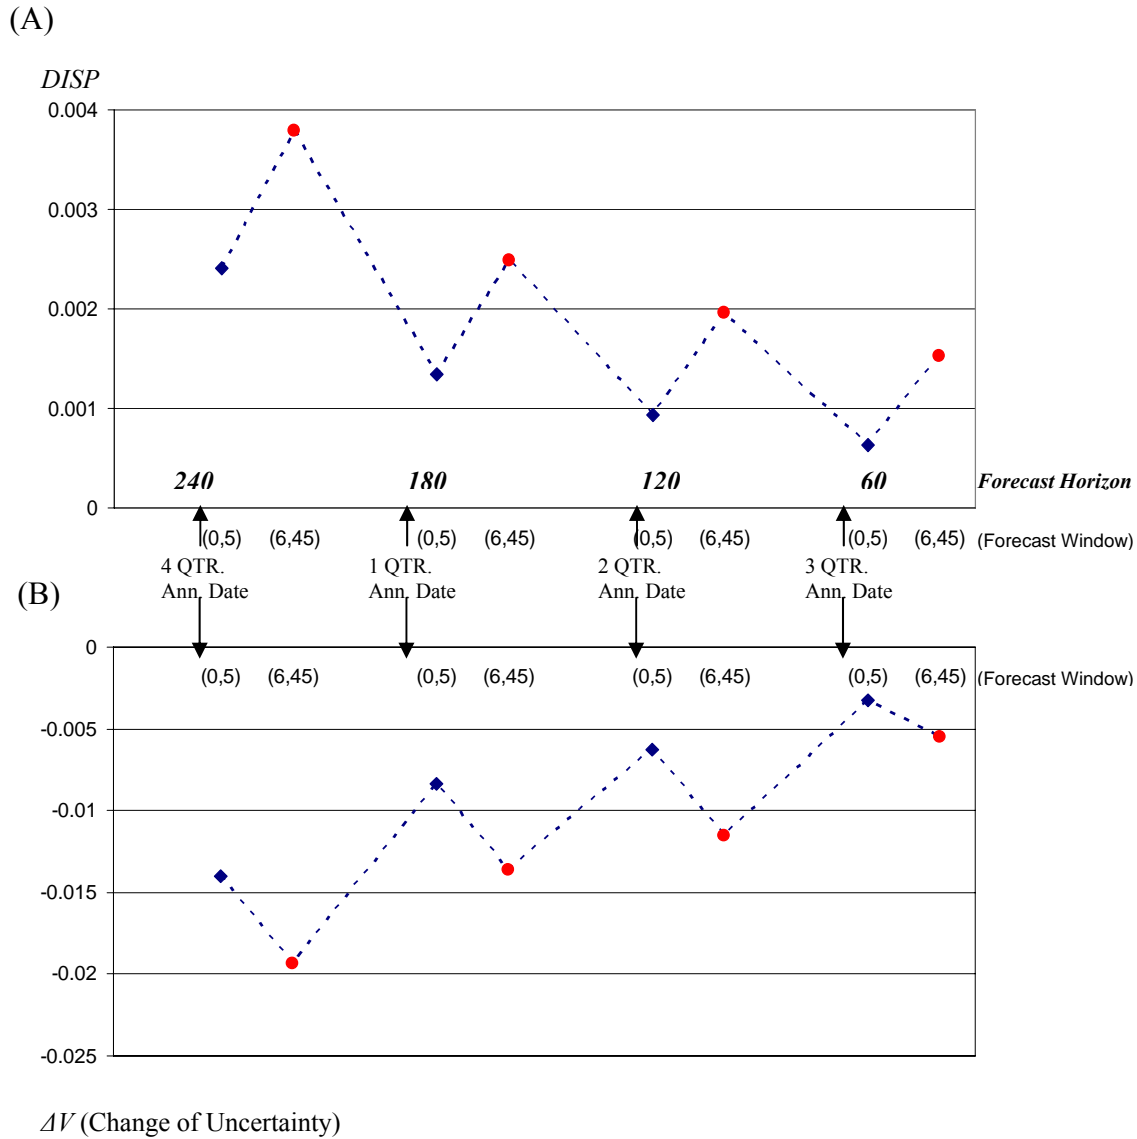 (A)
DISP
0.004
0.003
0.002
0.001
240 180 120 60 Forecast Horizon
0
(0,5) (6,45) (0,5) (6,45) (0,5) (6,45) (0,5) (6,45) (Forecast Window)
4 QTR. 1 QTR. 2 QTR. 3 QTR.
Ann. Date Ann. Date Ann. Date Ann. Date
(B)
0
(0,5) (6,45) (0,5) (6,45) (0,5) (6,45) (0,5) (6,45) (Forecast Window)
-0.005
-0.01
-0.015
-0.02
-0.025
ΔV (Change of Uncertainty)